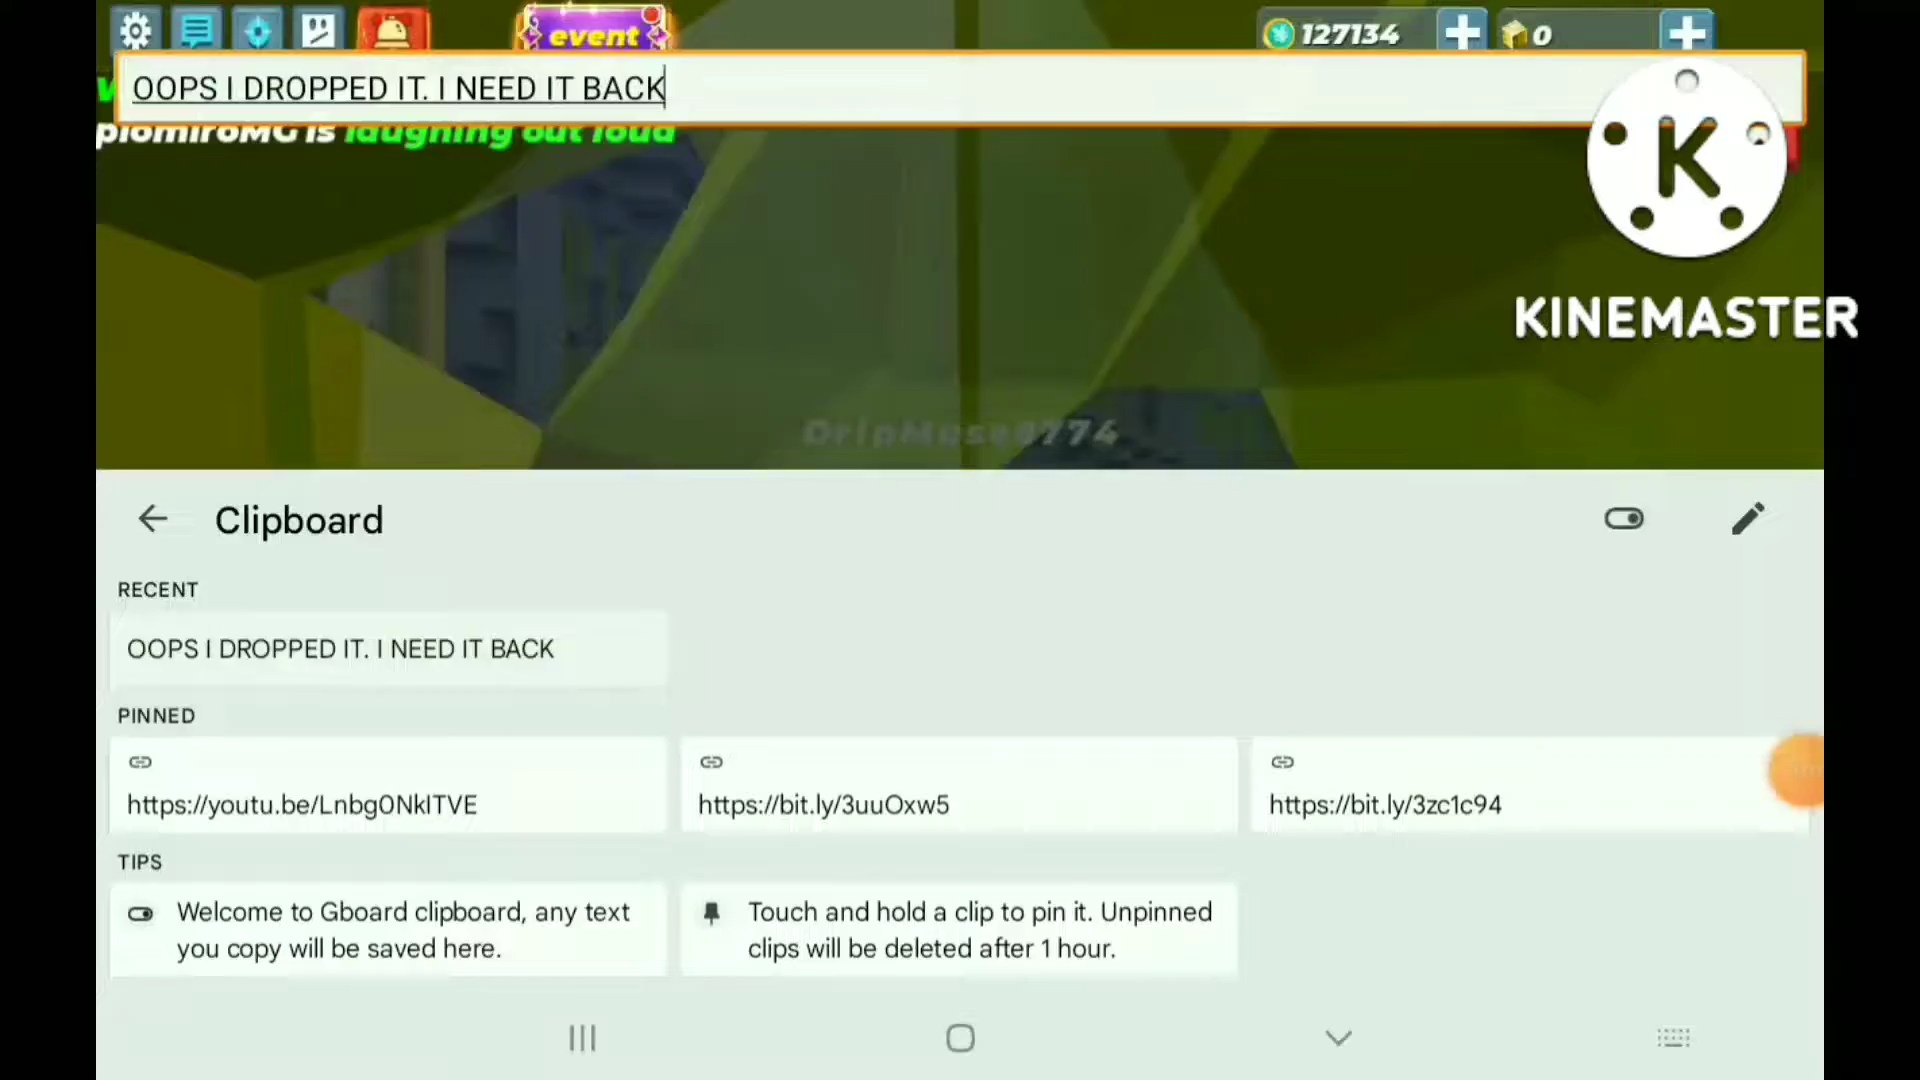 event
127134
0
OOPS I DROPPED IT. I NEED IT BACK
piomiroMG is laughing out loud
K
KINEMASTER
DripMuse8774
Clipboard
RECENT
OOPS I DROPPED IT. I NEED IT BACK
PINNED
https://youtu.be/Lnbg0NkITVE
https://bit.ly/3uuOxw5
https://bit.ly/3zc1c94
TIPS
Welcome to Gboard clipboard, any text
you copy will be saved here.
Touch and hold a clip to pin it. Unpinned
clips will be deleted after 1 hour.